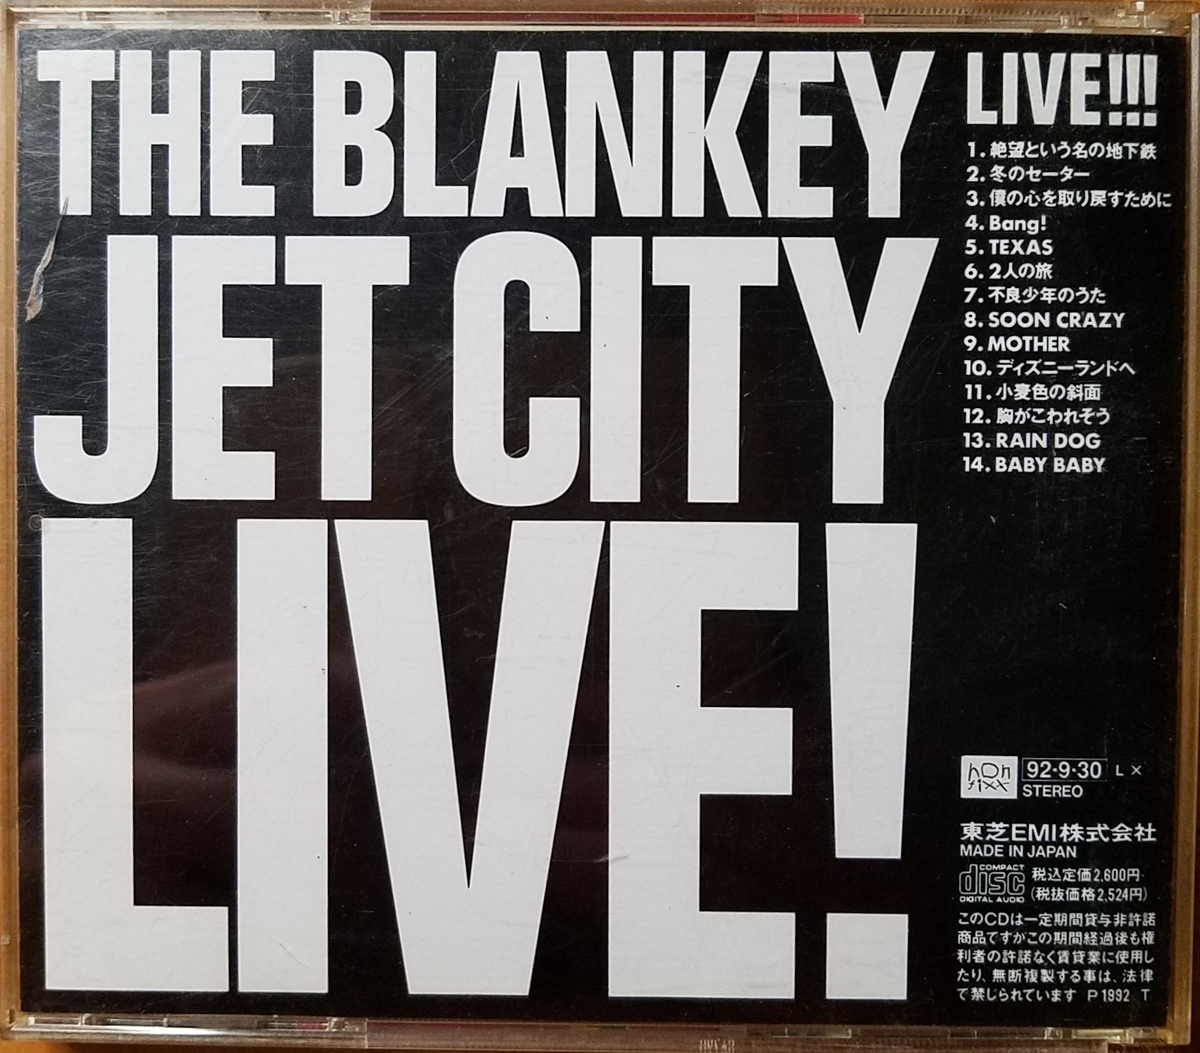 THE BLANKEY
JET CITY
LIVE!
LIVE!!!
1. 絶望という名の地下鉄
2. 冬のセーター
3. 僕の心を取り戻すために
4. Bang!
5. TEXAS
6. 2人の旅
7. 不良少年のうた
8. SOON CRAZY
9. MOTHER
10. ディズニーランドへ
11. 小麦色の斜面
12. 胸がこわれそう
13. RAIN DOG
14. BABY BABY
92・9・30 L X
STEREO
東芝EMI株式会社
MADE IN JAPAN
COMPACT
disc
DIGITAL AUDIO
税込定価2,600円
(税抜価格2,524円)
このCDは一定期間貸与非許諾
商品ですがこの期間経過後も権
利者の許諾なく賃貸業に使用し
たり、無断複製する事は、法律
で禁じられています P 1992 T